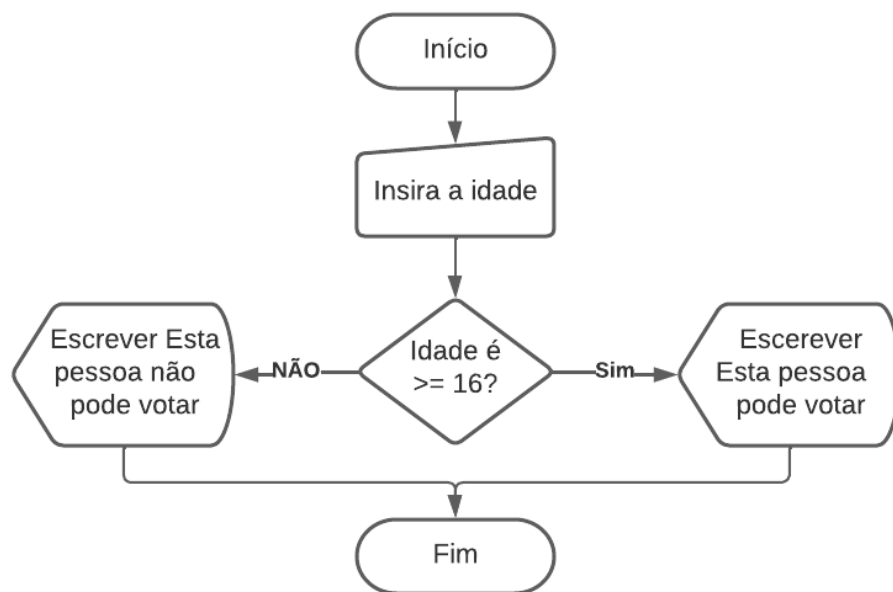 Início
Insira a idade
Idade é
>= 16?
NÃO
Sim
Escrever Esta
pessoa não
pode votar
Escerever
Esta pessoa
pode votar
Fim